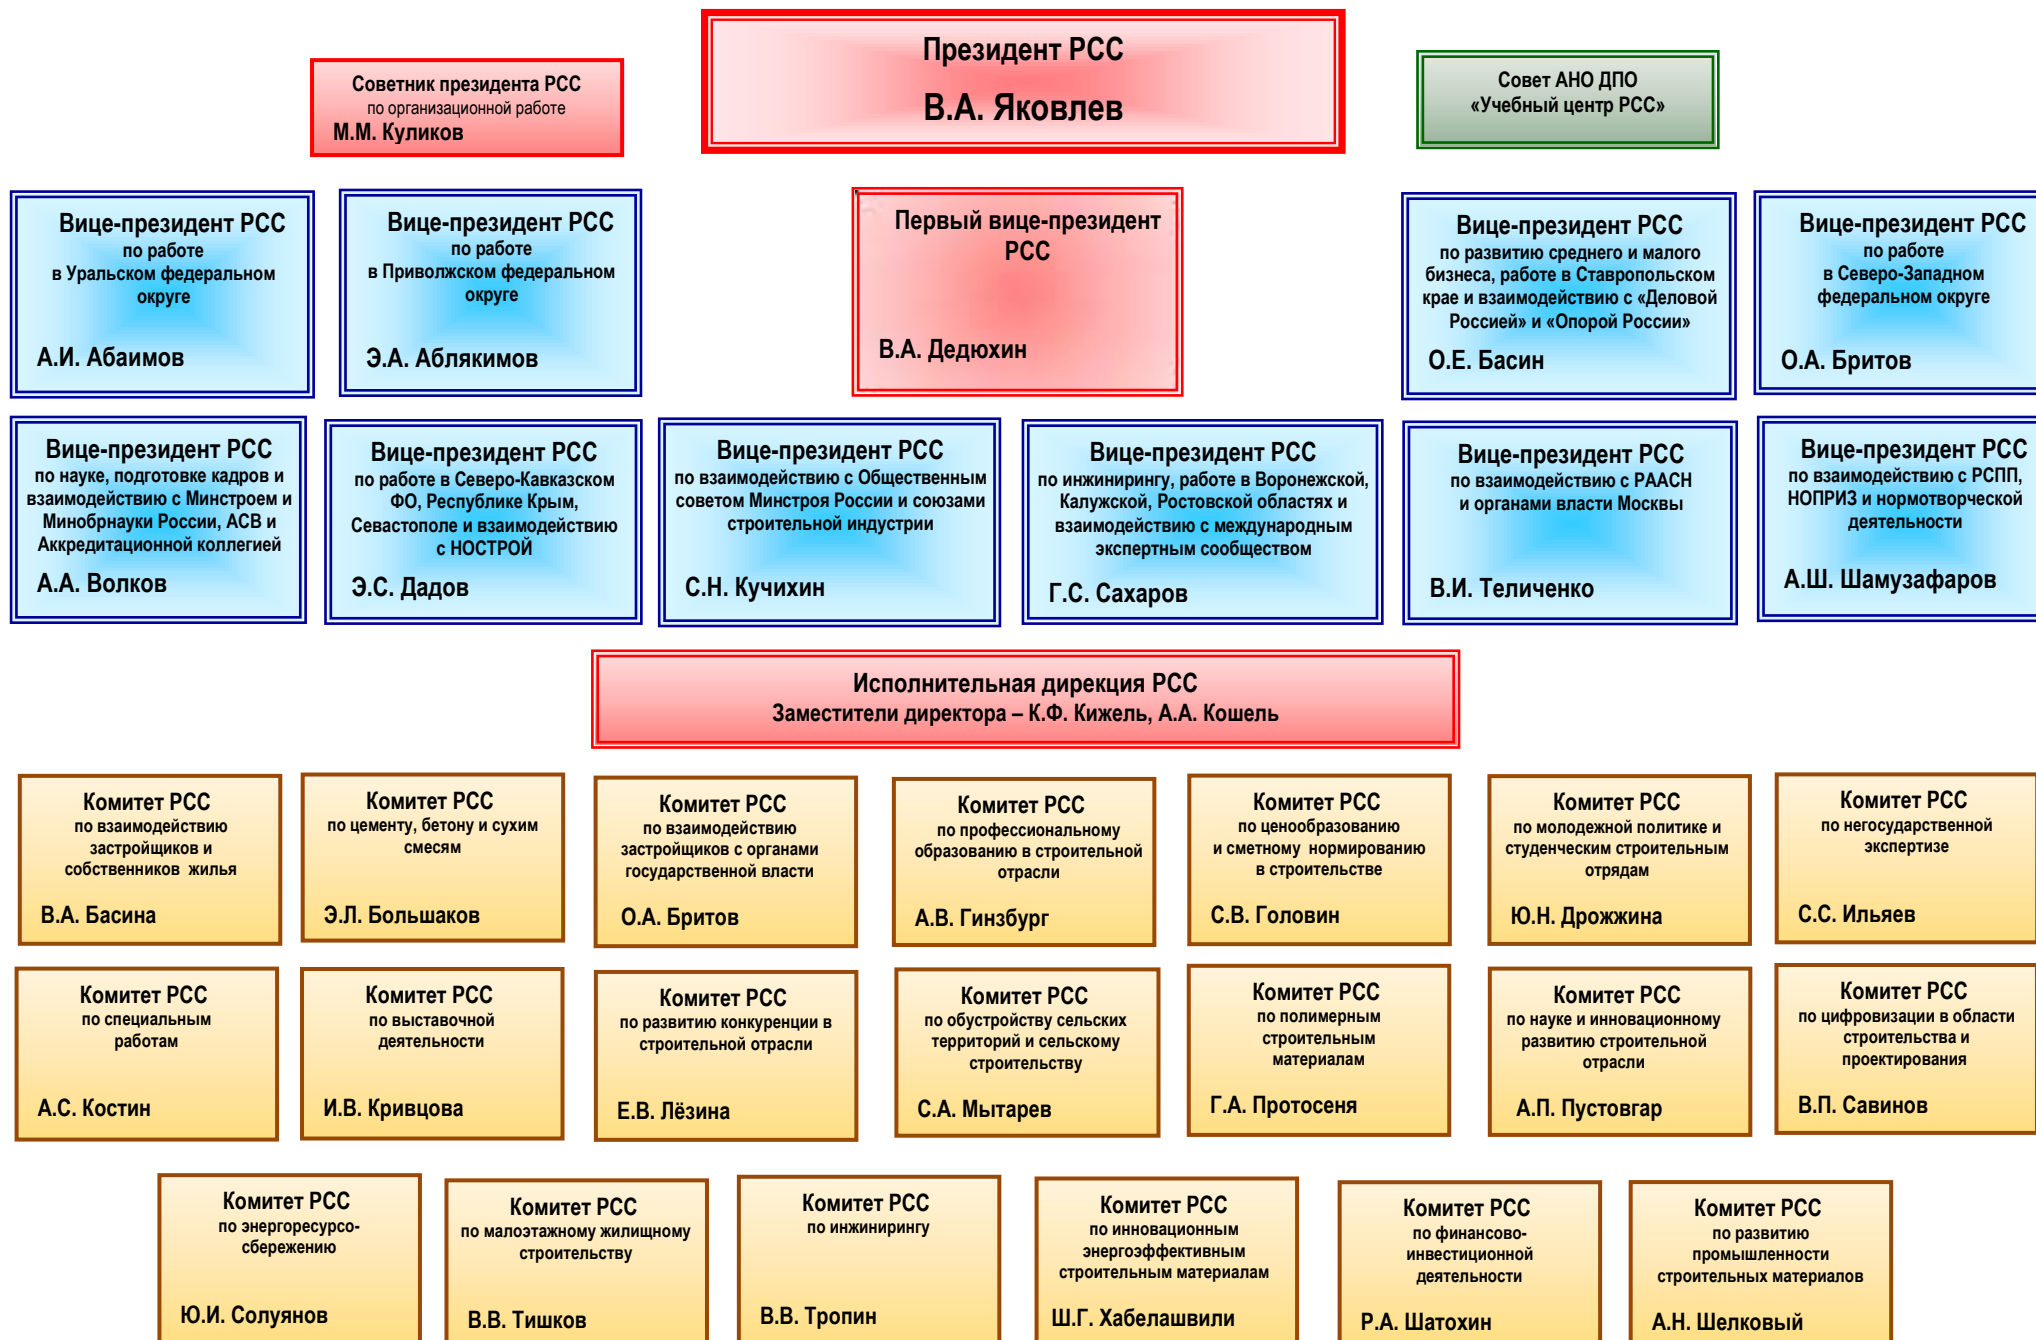 Президент РСС
В.А. Яковлев
Советник президента РСС
по организационной работе
М.М. Куликов
Совет АНО ДПО
«Учебный центр РСС»
Вице-президент РСС
по работе
в Уральском федеральном
округе
А.И. Абаимов
Вице-президент РСС
по работе
в Приволжском федеральном
округе
Э.А. Аблякимов
Первый вице-президент
РСС
В.А. Дедюхин
Вице-президент РСС
по развитию среднего и малого
бизнеса, работе в Ставропольском
крае и взаимодействию с «Деловой
Россией» и «Опорой России»
О.Е. Басин
Вице-президент РСС
по работе
в Северо-Западном
федеральном округе
О.А. Бритов
Вице-президент РСС
по науке, подготовке кадров и
взаимодействию с Минстроем и
Минобрнауки России, АСВ и
Аккредитационной коллегией
А.А. Волков
Вице-президент РСС
по работе в Северо-Кавказском
ФО, Республике Крым,
Севастополе и взаимодействию
с НОСТРОЙ
Э.С. Дадов
Вице-президент РСС
по взаимодействию с Общественным
советом Минстроя России и союзами
строительной индустрии
С.Н. Кучихин
Вице-президент РСС
по инжинирингу, работе в Воронежской,
Калужской, Ростовской областях и
взаимодействию с международным
экспертным сообществом
Г.С. Сахаров
Вице-президент РСС
по взаимодействию с РААСН
и органами власти Москвы
В.И. Теличенко
Вице-президент РСС
по взаимодействию с РСПП,
НОПРИЗ и нормотворческой
деятельности
А.Ш. Шамузафаров
Исполнительная дирекция РСС
Заместители директора – К.Ф. Кижель, А.А. Кошель
Комитет РСС
по взаимодействию
застройщиков и
собственников жилья
В.А. Басина
Комитет РСС
по цементу, бетону и сухим
смесям
Э.Л. Большаков
Комитет РСС
по взаимодействию
застройщиков с органами
государственной власти
О.А. Бритов
Комитет РСС
по профессиональному
образованию в строительной
отрасли
А.В. Гинзбург
Комитет РСС
по ценообразованию
и сметному нормированию
в строительстве
С.В. Головин
Комитет РСС
по молодежной политике и
студенческим строительным
отрядам
Ю.Н. Дрожжина
Комитет РСС
по негосударственной
экспертизе
С.С. Ильяев
Комитет РСС
по специальным
работам
А.С. Костин
Комитет РСС
по выставочной
деятельности
И.В. Кривцова
Комитет РСС
по развитию конкуренции в
строительной отрасли
Е.В. Лёзина
Комитет РСС
по обустройству сельских
территорий и сельскому
строительству
С.А. Мытарев
Комитет РСС
по полимерным
строительным
материалам
Г.А. Протосеня
Комитет РСС
по науке и инновационному
развитию строительной
отрасли
А.П. Пустовгар
Комитет РСС
по цифровизации в области
строительства и
проектирования
В.П. Савинов
Комитет РСС
по энергоресурсо-
сбережению
Ю.И. Солуянов
Комитет РСС
по малоэтажному жилищному
строительству
В.В. Тишков
Комитет РСС
по инжинирингу
В.В. Тропин
Комитет РСС
по инновационным
энергоэффективным
строительным материалам
Ш.Г. Хабелашвили
Комитет РСС
по финансово-
инвестиционной
деятельности
Р.А. Шатохин
Комитет РСС
по развитию
промышленности
строительных материалов
А.Н. Шелковый